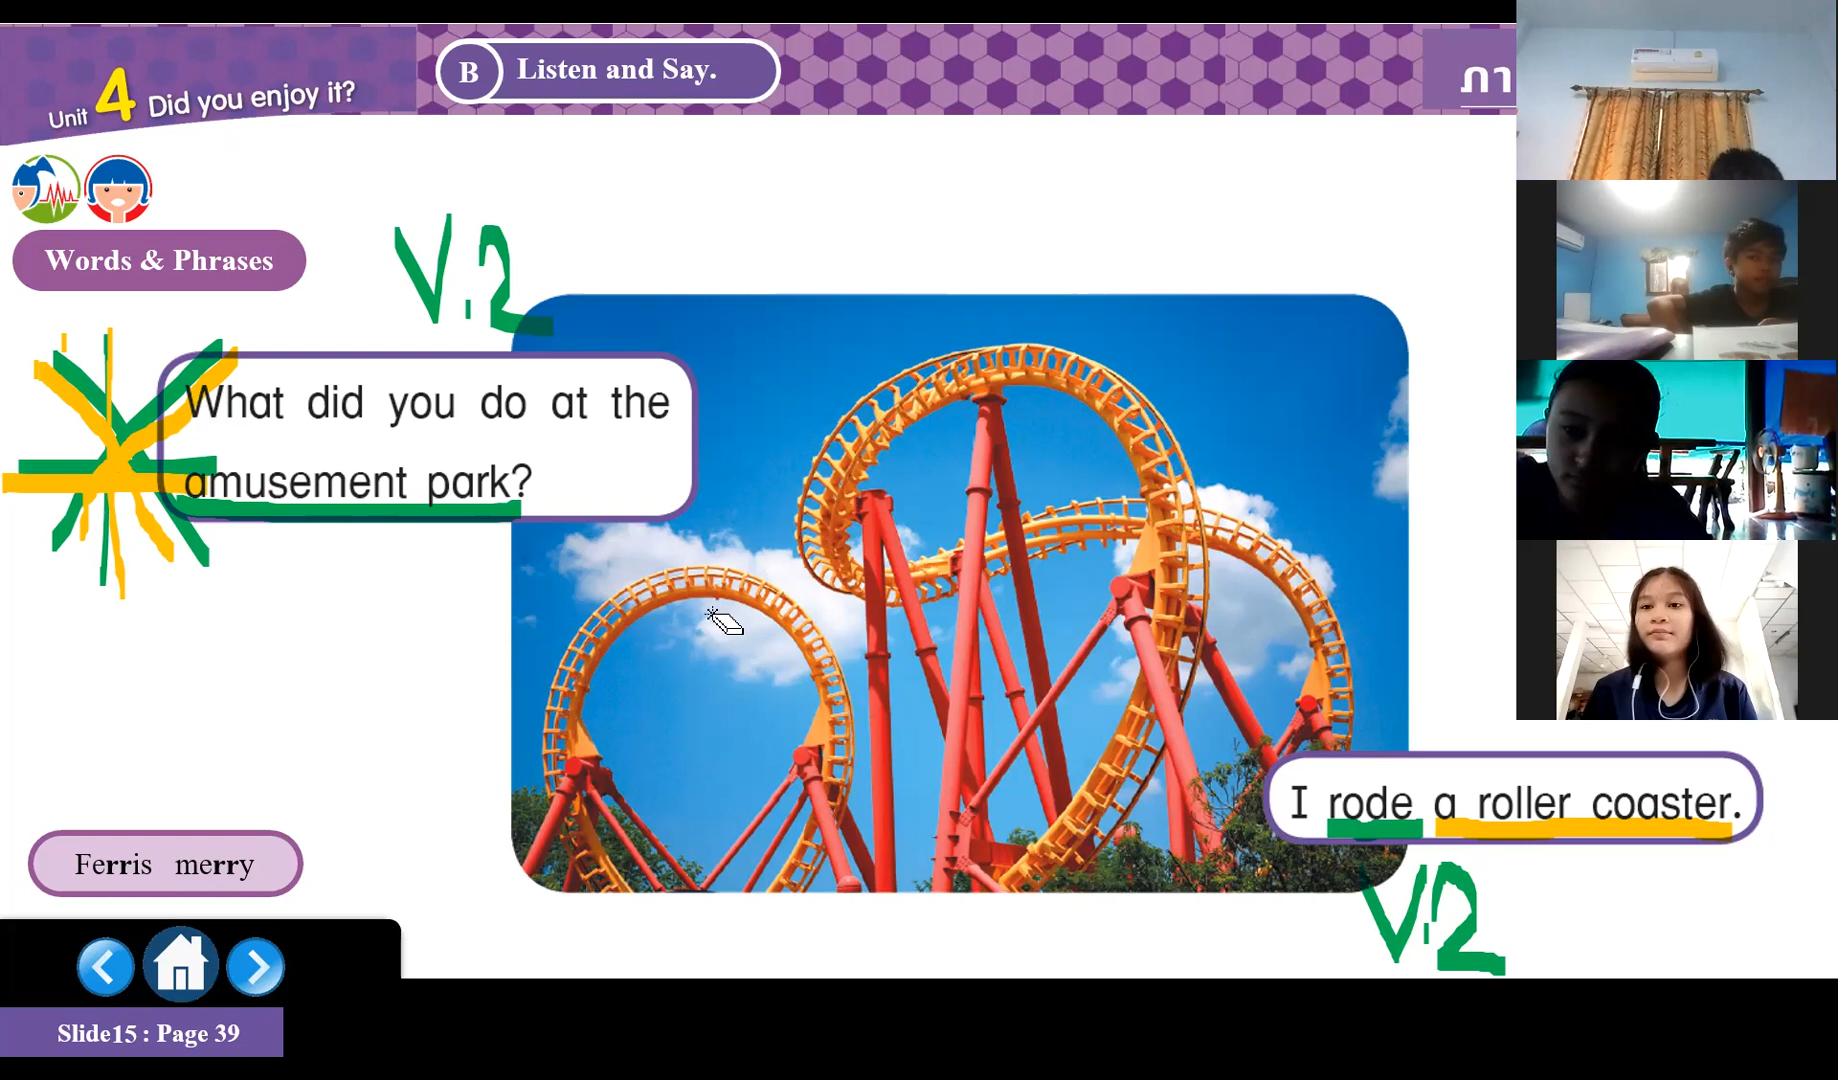 Unit 4 Did you enjoy it?
B Listen and Say.
ภา
Words & Phrases
V.2
What did you do at the
amusement park?
I rode a roller coaster.
V.2
Ferris merry
Slide15 : Page 39